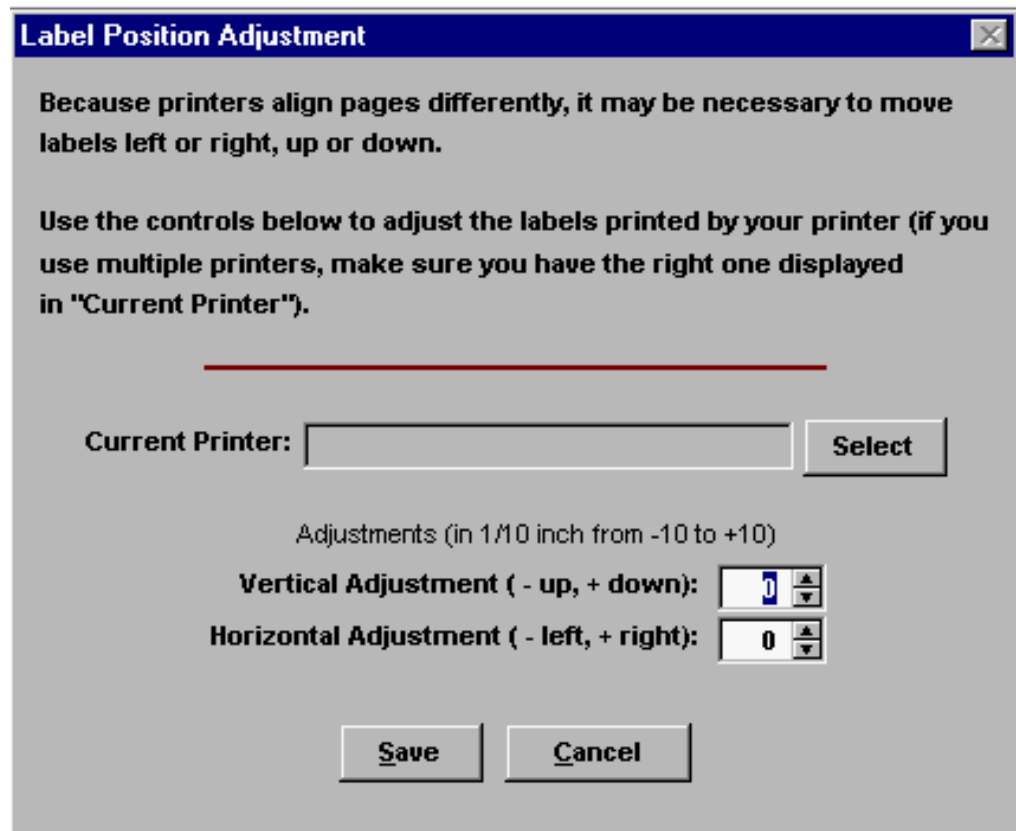 Label Position Adjustment
Because printers align pages differently, it may be necessary to move
labels left or right, up or down.
Use the controls below to adjust the labels printed by your printer (if you
use multiple printers, make sure you have the right one displayed
in "Current Printer").
Current Printer:
Select
Adjustments (in 1/10 inch from -10 to +10)
Vertical Adjustment ( - up, + down): 0
Horizontal Adjustment ( - left, + right): 0
Save Cancel